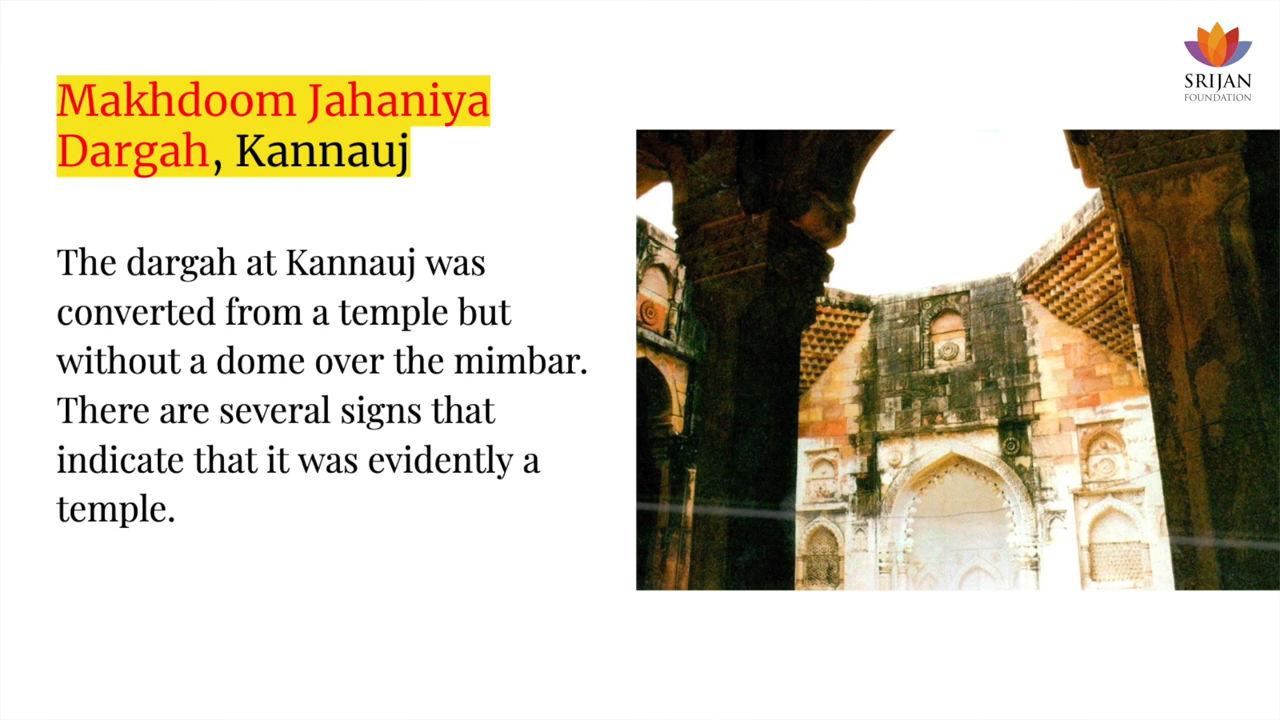 SRIJAN
FOUNDATION
Makhdoom Jahaniya
Dargah, Kannauj
The dargah at Kannauj was
converted from a temple but
without a dome over the mimbar.
There are several signs that
indicate that it was evidently a
temple.